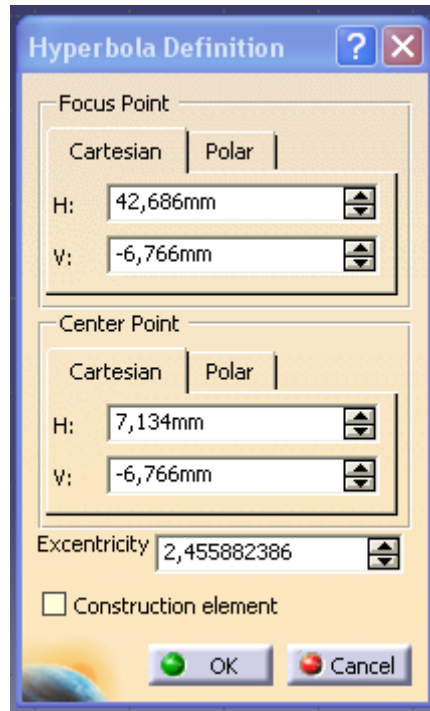 Hyperbola Definition ? X
Focus Point
Cartesian Polar
H: 42,686mm
V: -6,766mm
Center Point
Cartesian Polar
H: 7,134mm
V: -6,766mm
Excentricity 2,455882386
Construction element
OK Cancel